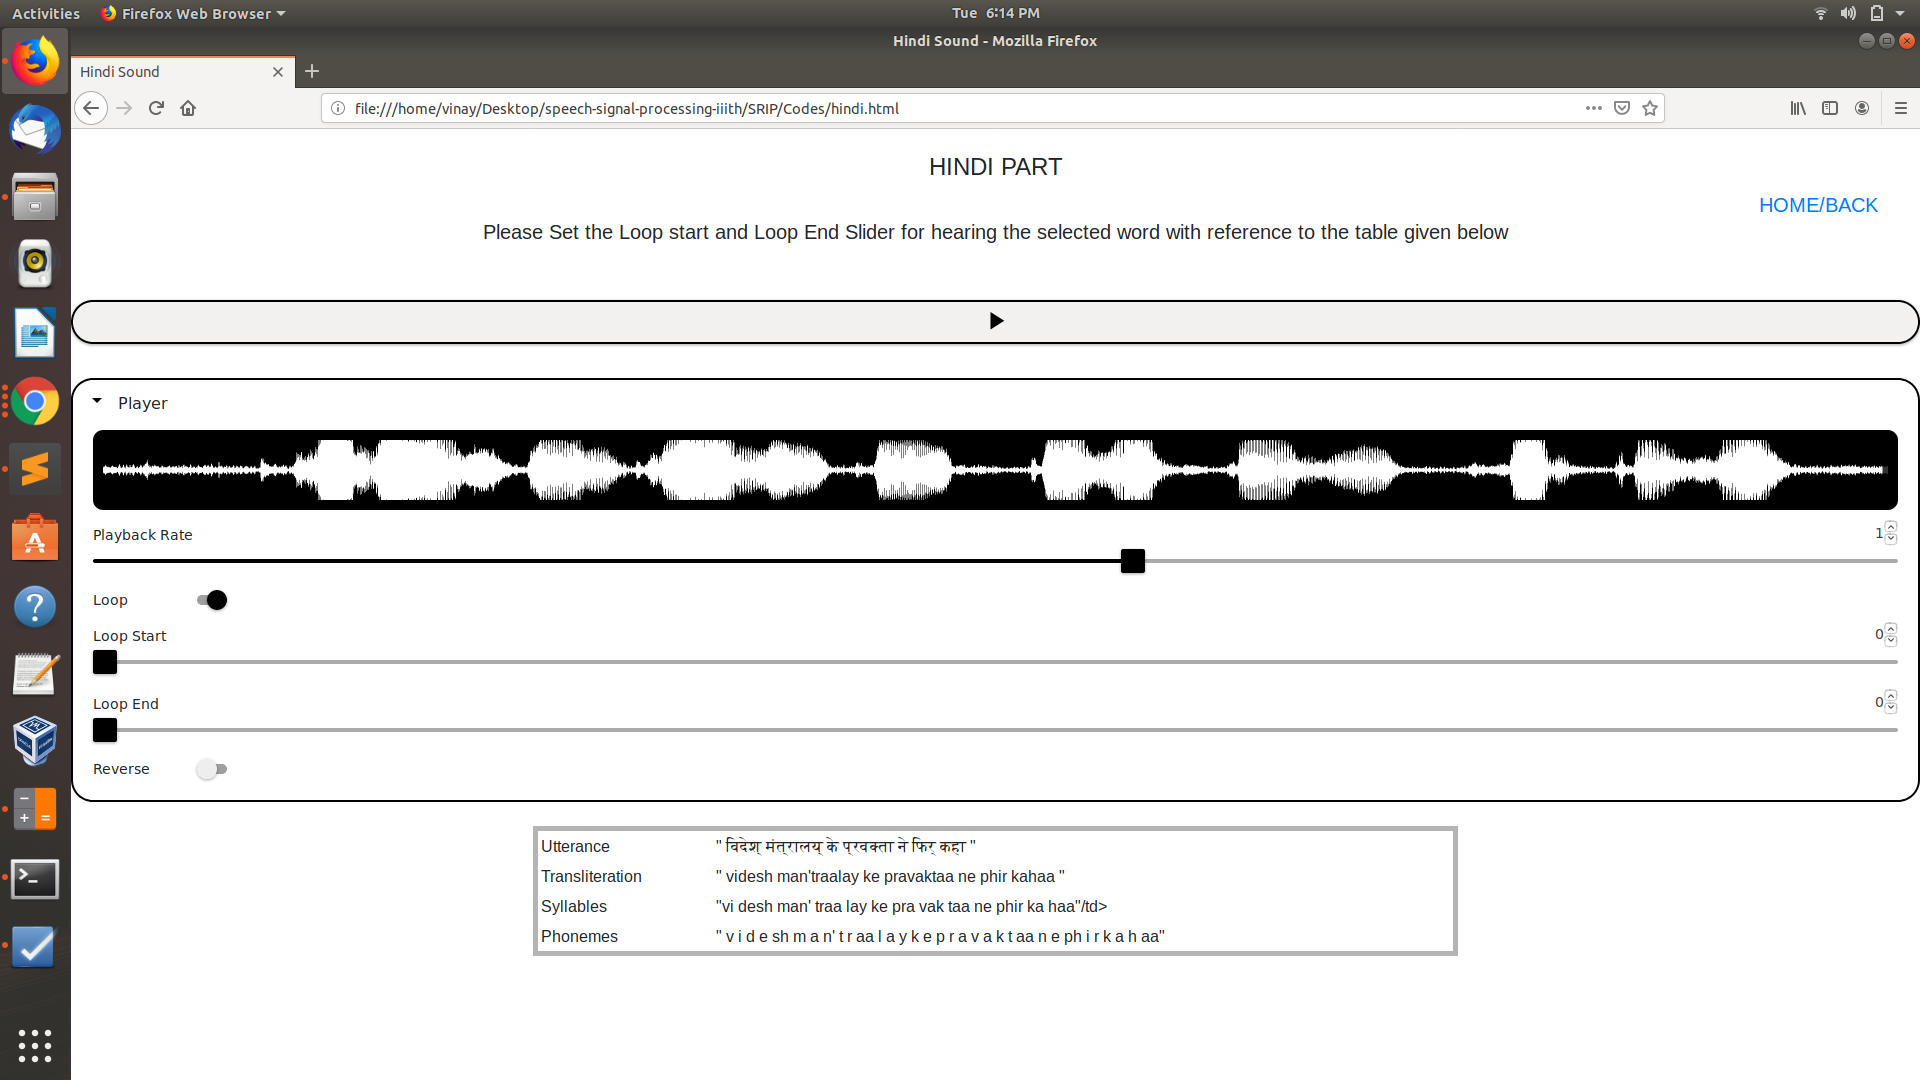 Activities Firefox Web Browser Tue 6:14 PM
Hindi Sound - Mozilla Firefox
Hindi Sound
file:///home/vinay/Desktop/speech-signal-processing-iiith/SRIP/Codes/hindi.html
HINDI PART
HOME/BACK
Please Set the Loop start and Loop End Slider for hearing the selected word with reference to the table given below
Player
Playback Rate 1
Loop
Loop Start 0
Loop End 0
Reverse
Utterance " विदेश् मंत्रालय् के प्रवक्ता ने फिर् कहा "
Transliteration " videsh man'traalay ke pravaktaa ne phir kahaa "
Syllables "vi desh man' traa lay ke pra vak taa ne phir ka haa"/td>
Phonemes " v i d e sh m a n' t r aa l a y k e p r a v a k t aa n e ph i r k a h aa"